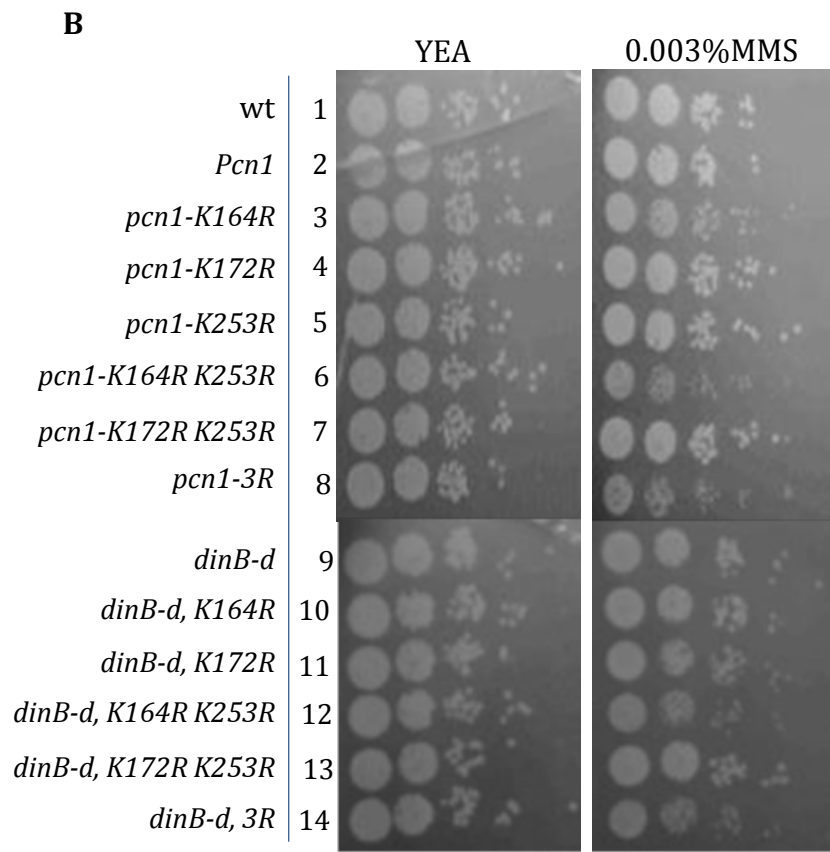 B
YEA 0.003%MMS
wt 1
Pcn1 2
pcn1-K164R 3
pcn1-K172R 4
pcn1-K253R 5
pcn1-K164R K253R 6
pcn1-K172R K253R 7
pcn1-3R 8
dinB-d 9
dinB-d, K164R 10
dinB-d, K172R 11
dinB-d, K164R K253R 12
dinB-d, K172R K253R 13
dinB-d, 3R 14